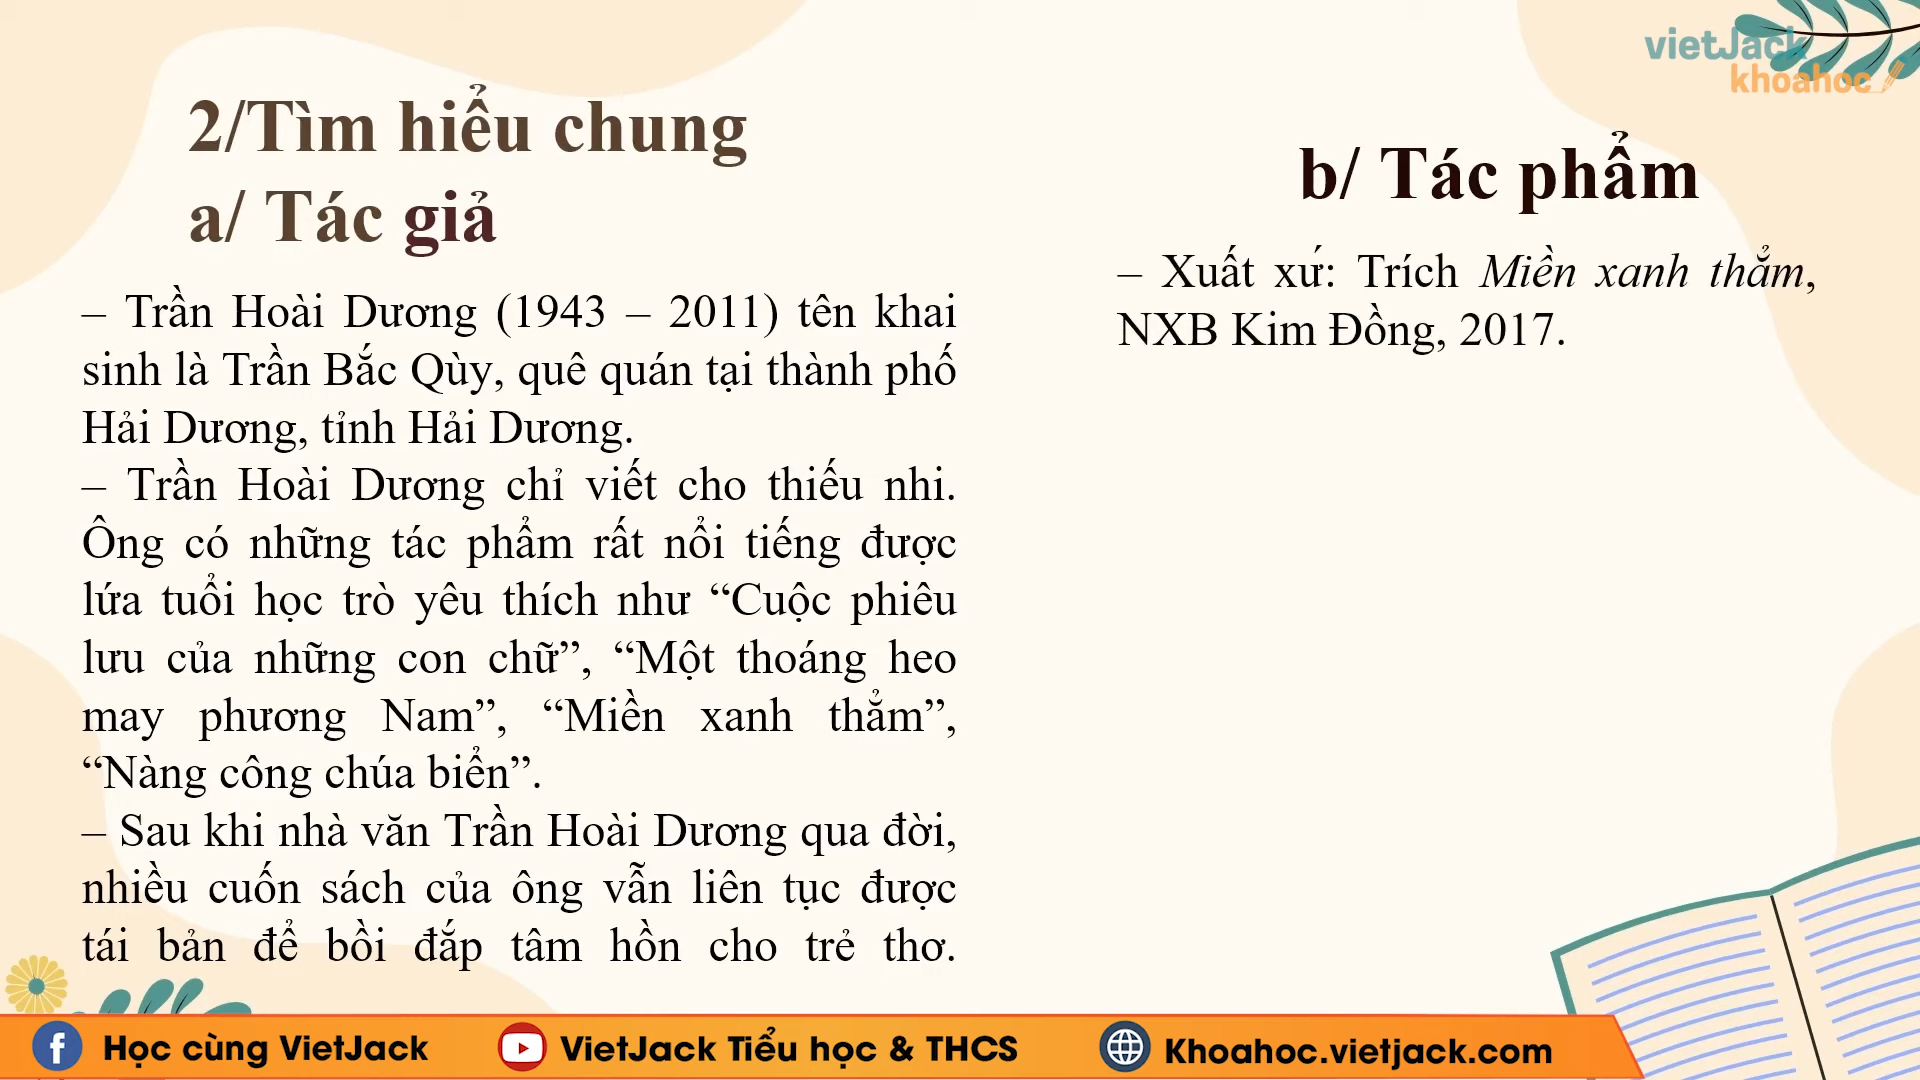 vietJack
khoahoc
2/Tìm hiểu chung
a/ Tác giả
– Trần Hoài Dương (1943 – 2011) tên khai
sinh là Trần Bắc Qùy, quê quán tại thành phố
Hải Dương, tỉnh Hải Dương.
– Trần Hoài Dương chỉ viết cho thiếu nhi.
Ông có những tác phẩm rất nổi tiếng được
lứa tuổi học trò yêu thích như “Cuộc phiêu
lưu của những con chữ”, “Một thoáng heo
may phương Nam”, “Miền xanh thẳm”,
“Nàng công chúa biển”.
– Sau khi nhà văn Trần Hoài Dương qua đời,
nhiều cuốn sách của ông vẫn liên tục được
tái bản để bồi đắp tâm hồn cho trẻ thơ.
b/ Tác phẩm
– Xuất xứ: Trích Miền xanh thẳm,
NXB Kim Đồng, 2017.
Học cùng VietJack
VietJack Tiểu học & THCS
Khoahoc.vietjack.com